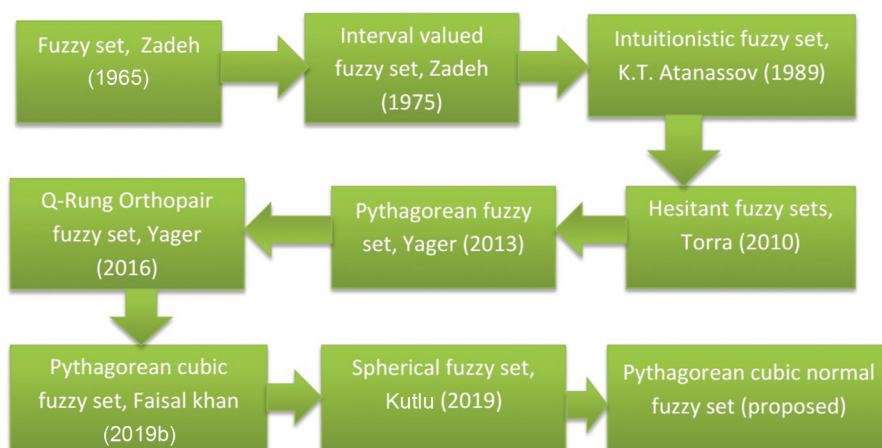 Fuzzy set, Zadeh
(1965)
Interval valued
fuzzy set, Zadeh
(1975)
Intuitionistic fuzzy set,
K.T. Atanassov (1989)
Hesitant fuzzy sets,
Torra (2010)
Pythagorean fuzzy
set, Yager (2013)
Q-Rung Orthopair
fuzzy set, Yager
(2016)
Pythagorean cubic
fuzzy set, Faisal khan
(2019b)
Spherical fuzzy set,
Kutlu (2019)
Pythagorean cubic normal
fuzzy set (proposed)